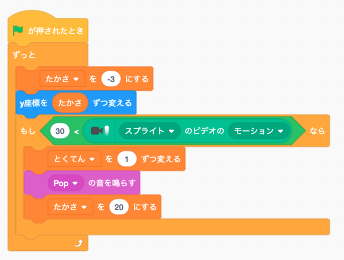 が押されたとき
ずっと
たかさ を -3 にする
y座標を たかさ ずつ変える
もし 30 < スプライト のビデオの モーション なら
とくてん を 1 ずつ変える
Pop の音を鳴らす
たかさ を 20 にする